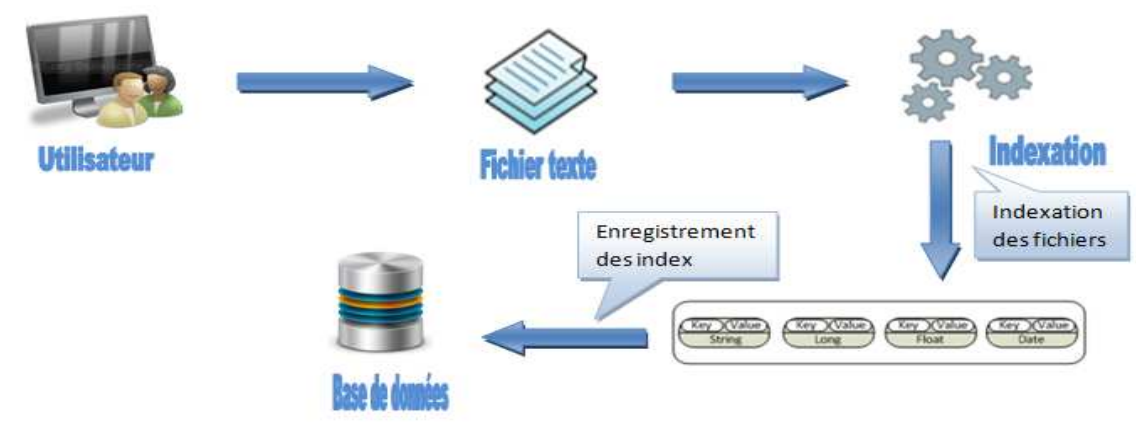 Utilisateur
Fichier texte
Indexation
Indexation
des fichiers
Enregistrement
des index
Key Value Key Value Key Value Key Value
String Long Float Date
Base de données